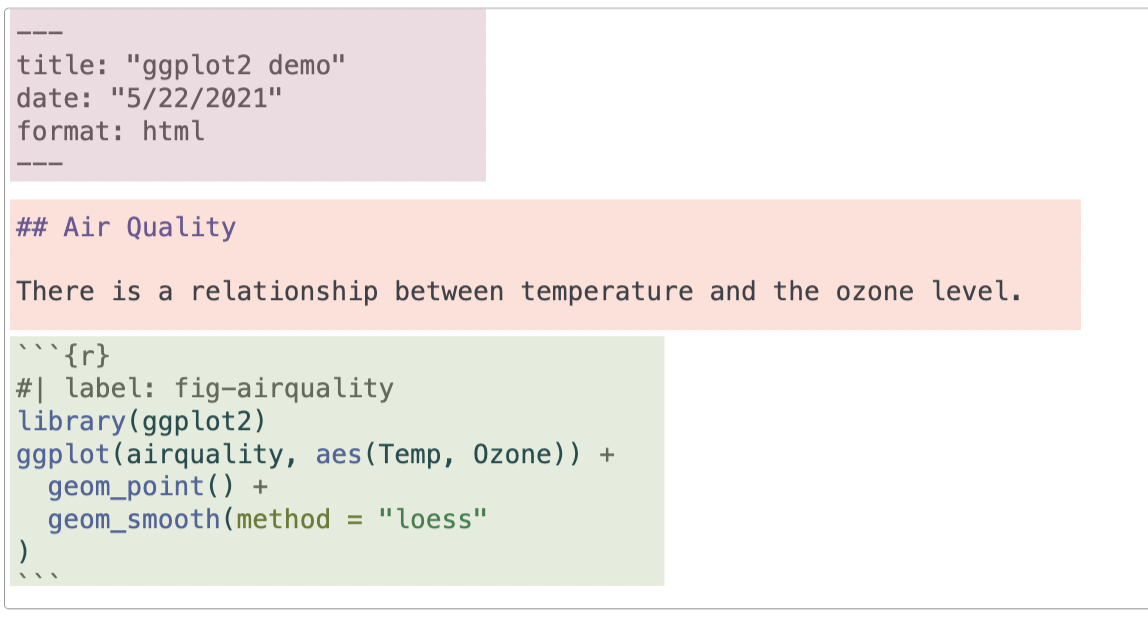 ---
title: "ggplot2 demo"
date: "5/22/2021"
format: html
---
## Air Quality
There is a relationship between temperature and the ozone level.
```{r}
#| label: fig-airquality
library(ggplot2)
ggplot(airquality, aes(Temp, Ozone)) +
  geom_point() +
  geom_smooth(method = "loess"
)
```